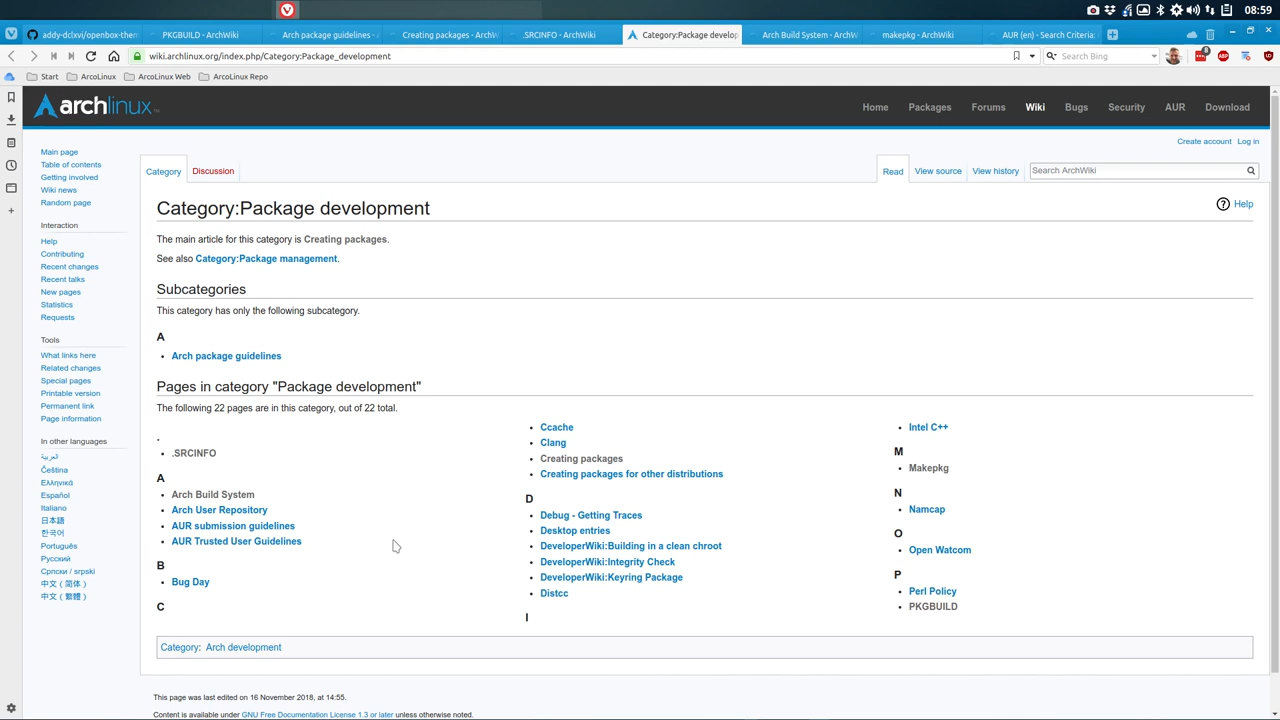 08:59
addy-dclxvi/openbox-then
PKGBUILD - ArchWiki
Arch package guidelines - A
Creating packages - ArchW
.SRCINFO - ArchWiki
Category:Package develop
Arch Build System - ArchW
makepkg - ArchWiki
AUR (en) - Search Criteria:
wiki.archlinux.org/index.php/Category:Package_development
Search Bing
8
ABP
Start
ArcoLinux
ArcoLinux Web
ArcoLinux Repo
archlinux
Home
Packages
Forums
Wiki
Bugs
Security
AUR
Download
Create account
Log in
Main page
Table of contents
Getting involved
Wiki news
Random page
Interaction
Help
Contributing
Recent changes
Recent talks
New pages
Statistics
Requests
Tools
What links here
Related changes
Special pages
Printable version
Permanent link
Page information
In other languages
العربية
Čeština
Ελληνικά
Español
Italiano
日本語
한국어
Português
Русский
Српски / srpski
中文（简体）
中文（繁體）
Category
Discussion
Read
View source
View history
Search ArchWiki
Category:Package development
Help
The main article for this category is Creating packages.
See also Category:Package management.
Subcategories
This category has only the following subcategory.
A
Arch package guidelines
Pages in category "Package development"
The following 22 pages are in this category, out of 22 total.
.
.SRCINFO
A
Arch Build System
Arch User Repository
AUR submission guidelines
AUR Trusted User Guidelines
B
Bug Day
C
Ccache
Clang
Creating packages
Creating packages for other distributions
D
Debug - Getting Traces
Desktop entries
DeveloperWiki:Building in a clean chroot
DeveloperWiki:Integrity Check
DeveloperWiki:Keyring Package
Distcc
I
Intel C++
M
Makepkg
N
Namcap
O
Open Watcom
P
Perl Policy
PKGBUILD
Category: Arch development
This page was last edited on 16 November 2018, at 14:55.
Content is available under GNU Free Documentation License 1.3 or later unless otherwise noted.